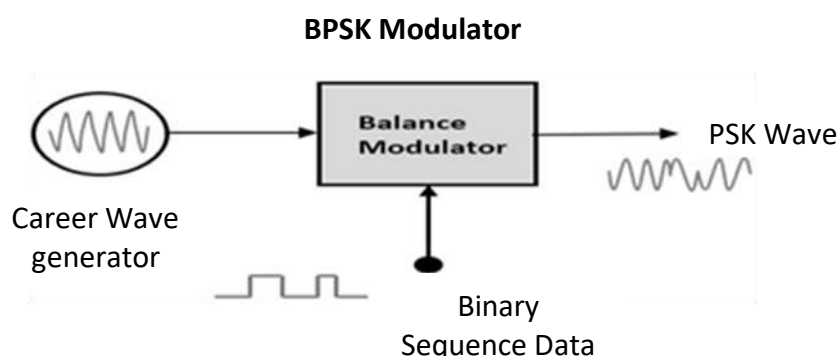 BPSK Modulator
Balance
Modulator
PSK Wave
Career Wave
generator
Binary
Sequence Data